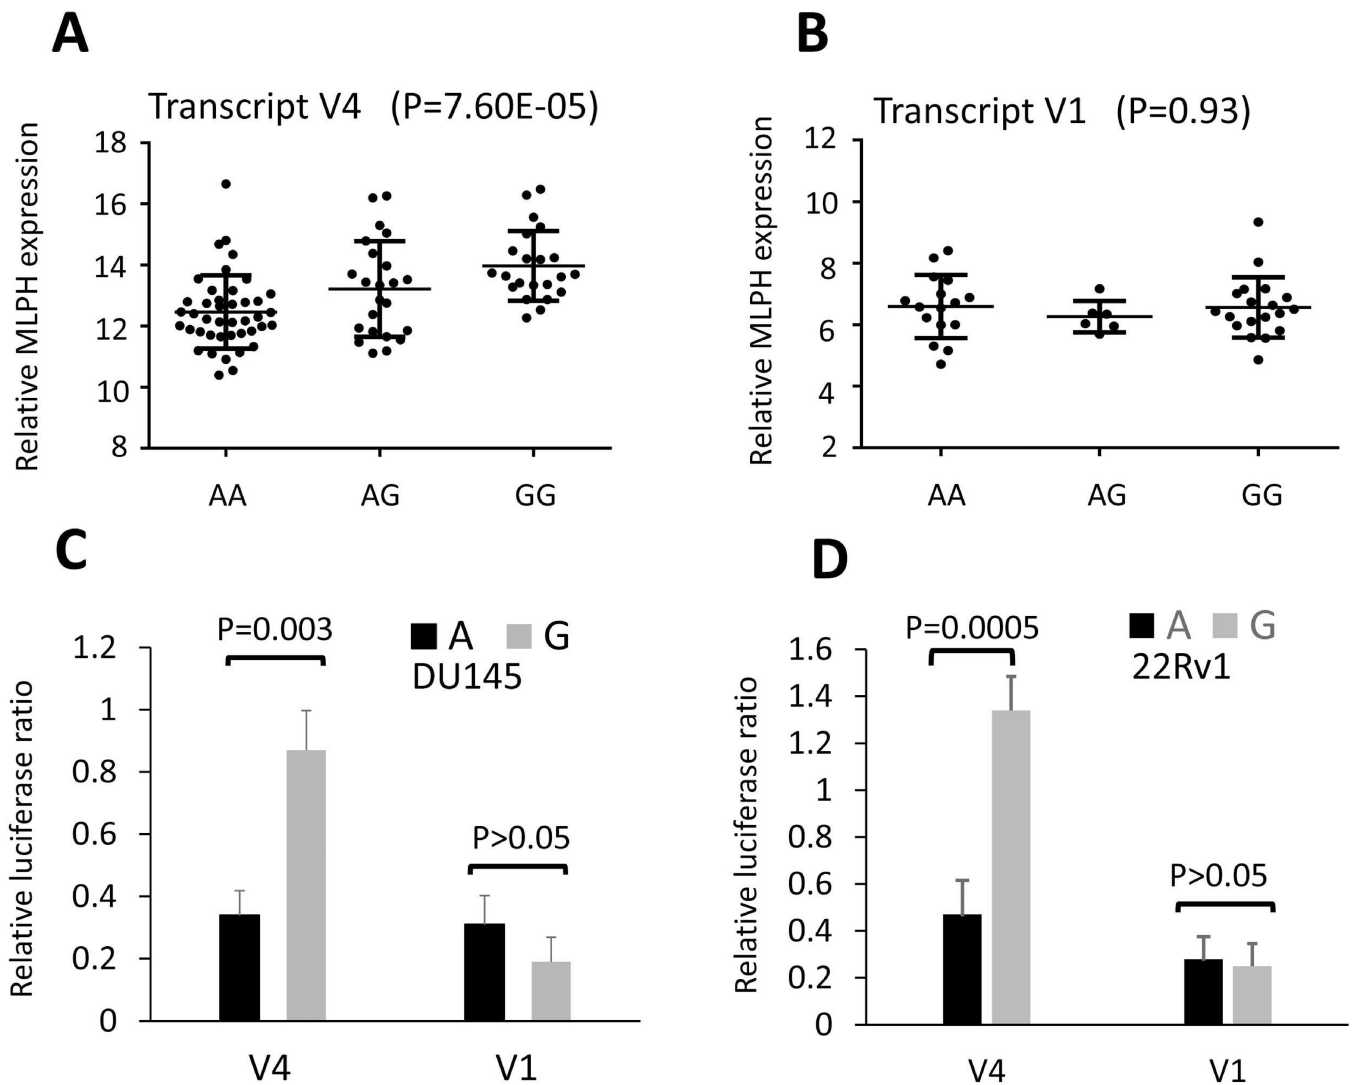 A
Transcript V4 (P=7.60E-05)
Relative MLPH expression
18
16
14
12
10
8
AA AG GG
B
Transcript V1 (P=0.93)
Relative MLPH expression
12
10
8
6
4
2
AA AG GG
C
P=0.003
A G
DU145
P>0.05
Relative luciferase ratio
1.2
1
0.8
0.6
0.4
0.2
0
V4 V1
D
P=0.0005
A G
22Rv1
P>0.05
Relative luciferase ratio
1.6
1.4
1.2
1
0.8
0.6
0.4
0.2
0
V4 V1